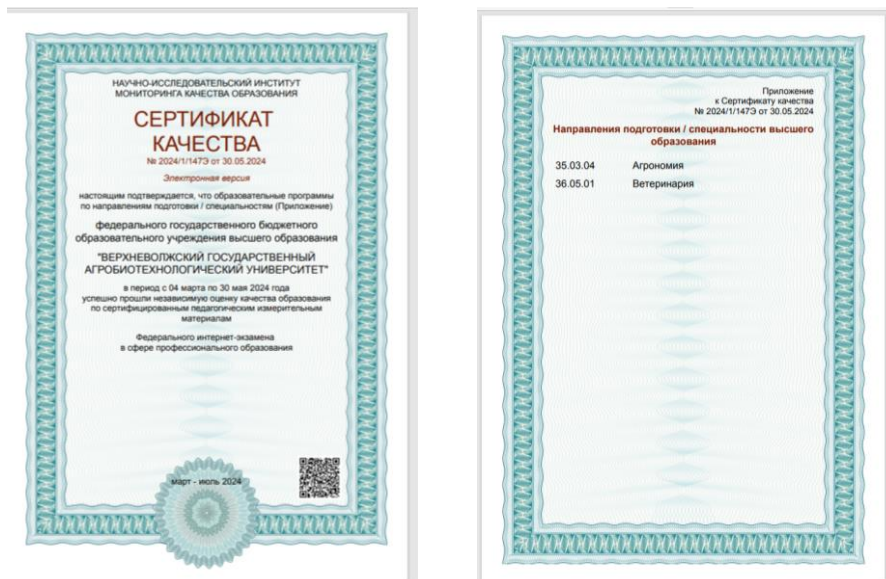 НАУЧНО-ИССЛЕДОВАТЕЛЬСКИЙ ИНСТИТУТ
МОНИТОРИНГА КАЧЕСТВА ОБРАЗОВАНИЯ
СЕРТИФИКАТ
КАЧЕСТВА
№ 2024/1/147Э от 30.05.2024
Электронная версия
настоящим подтверждается, что образовательные программы
по направлениям подготовки / специальностям (Приложение)
федерального государственного бюджетного
образовательного учреждения высшего образования
"ВЕРХНЕВОЛЖСКИЙ ГОСУДАРСТВЕННЫЙ
АГРОБИОТЕХНОЛОГИЧЕСКИЙ УНИВЕРСИТЕТ"
в период с 04 марта по 30 мая 2024 года
успешно прошли независимую оценку качества образования
по сертифицированным педагогическим измерительным
материалам
Федерального интернет-экзамена
в сфере профессионального образования
март - июль 2024
Приложение
к Сертификату качества
№ 2024/1/147Э от 30.05.2024
Направления подготовки / специальности высшего
образования
35.03.04 Агрономия
36.05.01 Ветеринария